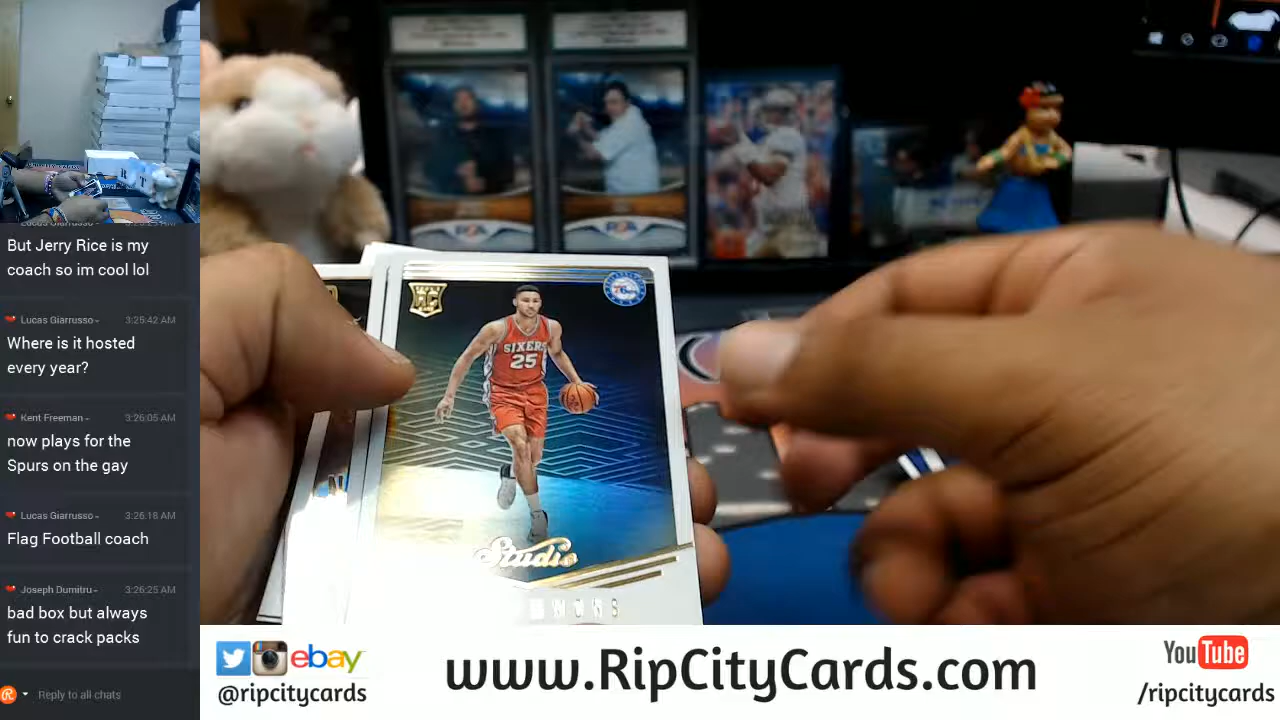 But Jerry Rice is my
coach so im cool lol
Lucas Giarrusso 3:25:42 AM
Where is it hosted
every year?
Kent Freeman 3:26:05 AM
now plays for the
Spurs on the gay
Lucas Giarrusso 3:26:18 AM
Flag Football coach
Joseph Dumitru 3:26:25 AM
bad box but always
fun to crack packs
Reply to all chats
RC
SIXERS
25
Studio
PSA
PSA
ebay
@ripcitycards
www.RipCityCards.com
YouTube
/ripcitycards